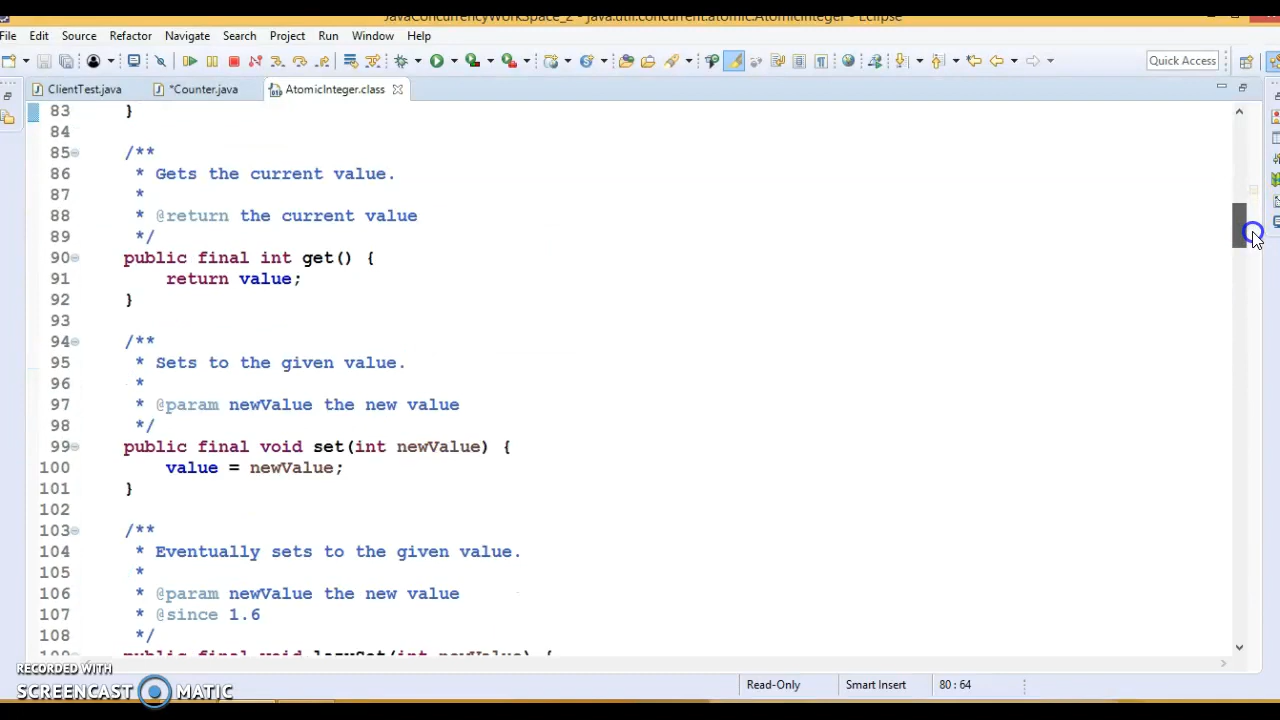 JavaConcurrencyWorkSpace_2 - java.util.concurrent.atomic.AtomicInteger - Eclipse
File Edit Source Refactor Navigate Search Project Run Window Help
Quick Access
ClientTest.java *Counter.java AtomicInteger.class
83 }
84
85 /**
86 * Gets the current value.
87 *
88 * @return the current value
89 */
90 public final int get() {
91 return value;
92 }
93
94 /**
95 * Sets to the given value.
96 *
97 * @param newValue the new value
98 */
99 public final void set(int newValue) {
100 value = newValue;
101 }
102
103 /**
104 * Eventually sets to the given value.
105 *
106 * @param newValue the new value
107 * @since 1.6
108 */
109 public final void lazySet(int newValue) {
RECORDED WITH
SCREENCAST MATIC
Read-Only Smart Insert 80 : 64